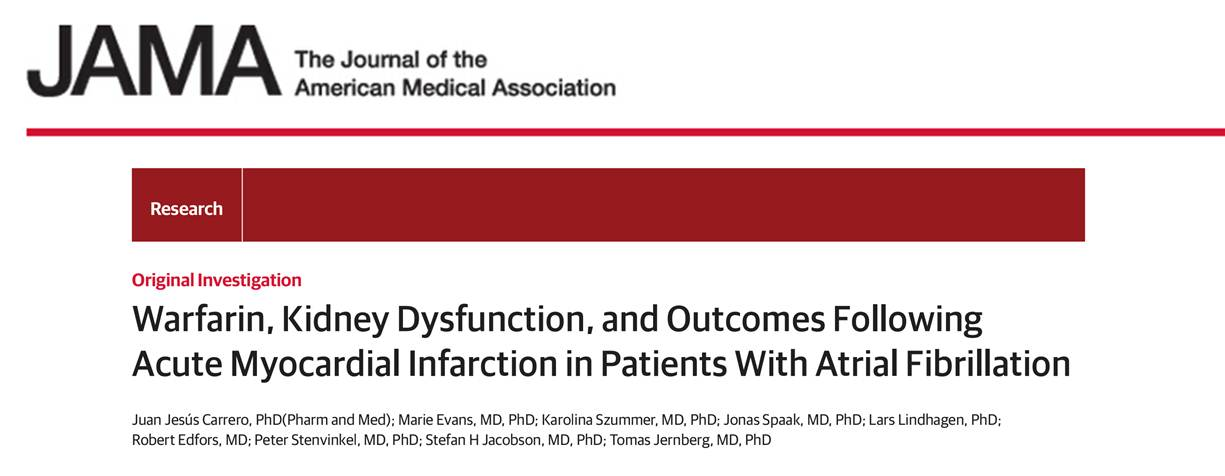 JAMA
The Journal of the
American Medical Association
Research
Original Investigation
Warfarin, Kidney Dysfunction, and Outcomes Following
Acute Myocardial Infarction in Patients With Atrial Fibrillation
Juan Jesús Carrero, PhD(Pharm and Med); Marie Evans, MD, PhD; Karolina Szummer, MD, PhD; Jonas Spaak, MD, PhD; Lars Lindhagen, PhD;
Robert Edfors, MD; Peter Stenvinkel, MD, PhD; Stefan H Jacobson, MD, PhD; Tomas Jernberg, MD, PhD